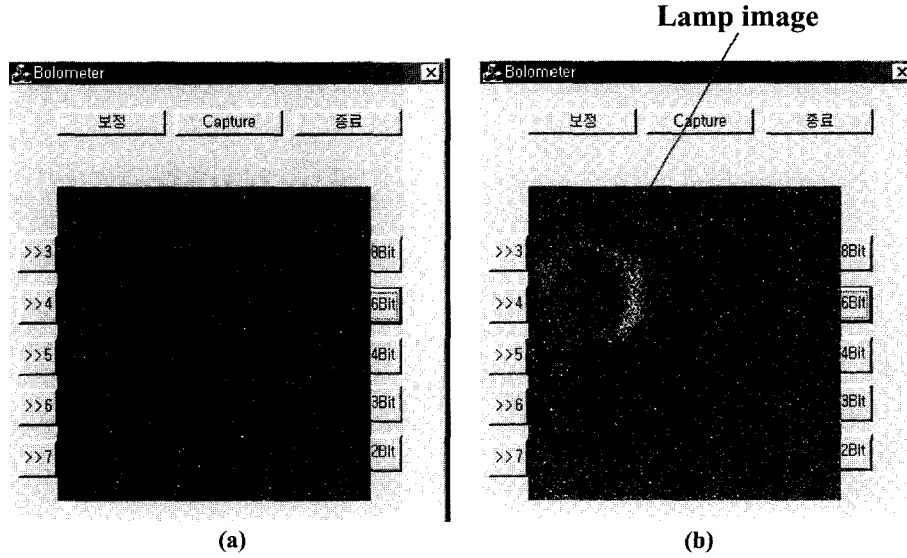 Lamp image
Bolometer
보정 Capture 종료
>>3 8Bit
>>4 6Bit
>>5 4Bit
>>6 3Bit
>>7 2Bit
(a)
Bolometer
보정 Capture 종료
>>3 8Bit
>>4 6Bit
>>5 4Bit
>>6 3Bit
>>7 2Bit
(b)